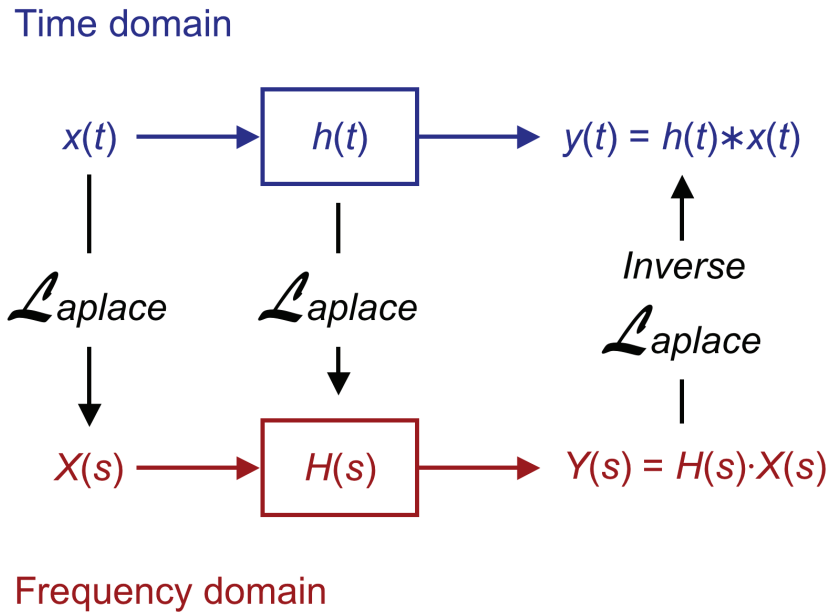 Time domain
x(t) h(t) y(t) = h(t)∗x(t)
Inverse
ℒaplace ℒaplace ℒaplace
X(s) H(s) Y(s) = H(s)·X(s)
Frequency domain